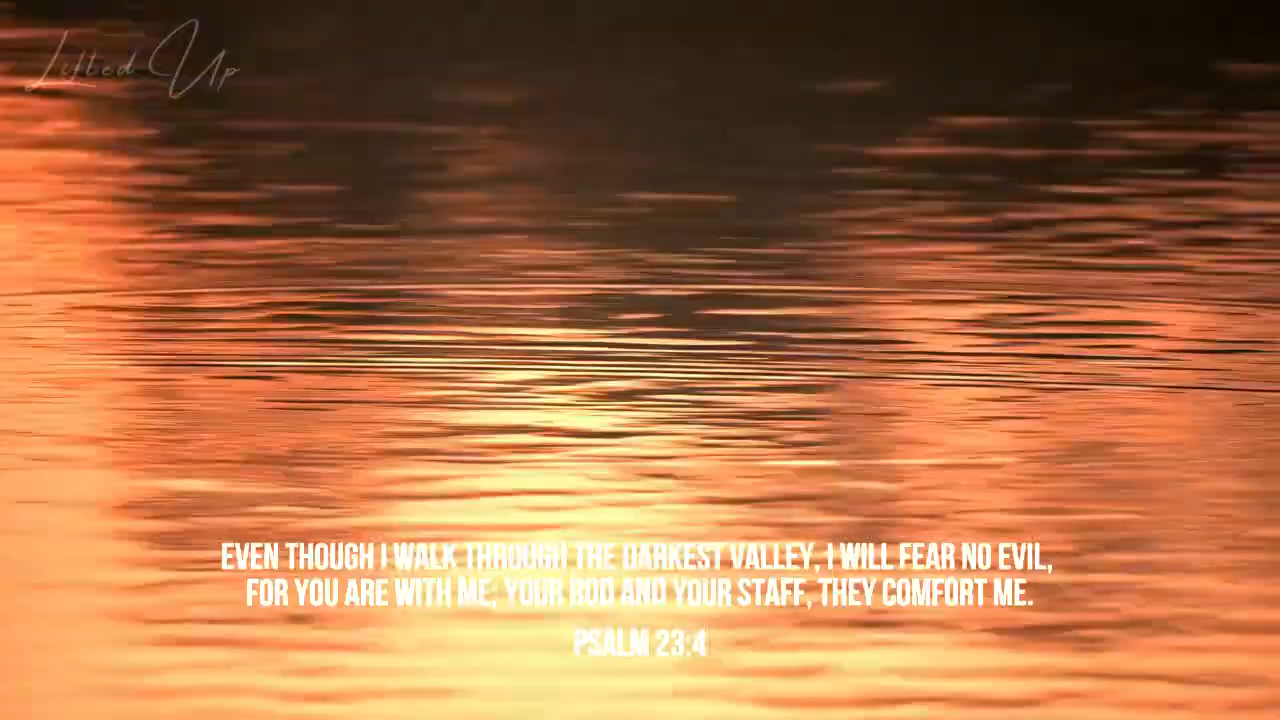 Lifted Up
EVEN THOUGH I WALK THROUGH THE DARKEST VALLEY, I WILL FEAR NO EVIL,
FOR YOU ARE WITH ME; YOUR ROD AND YOUR STAFF, THEY COMFORT ME.
PSALM 23:4